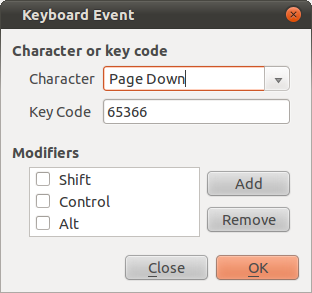 Keyboard Event
Character or key code
Character Page Down
Key Code 65366
Modifiers
Shift
Control
Alt
Add
Remove
Close
OK